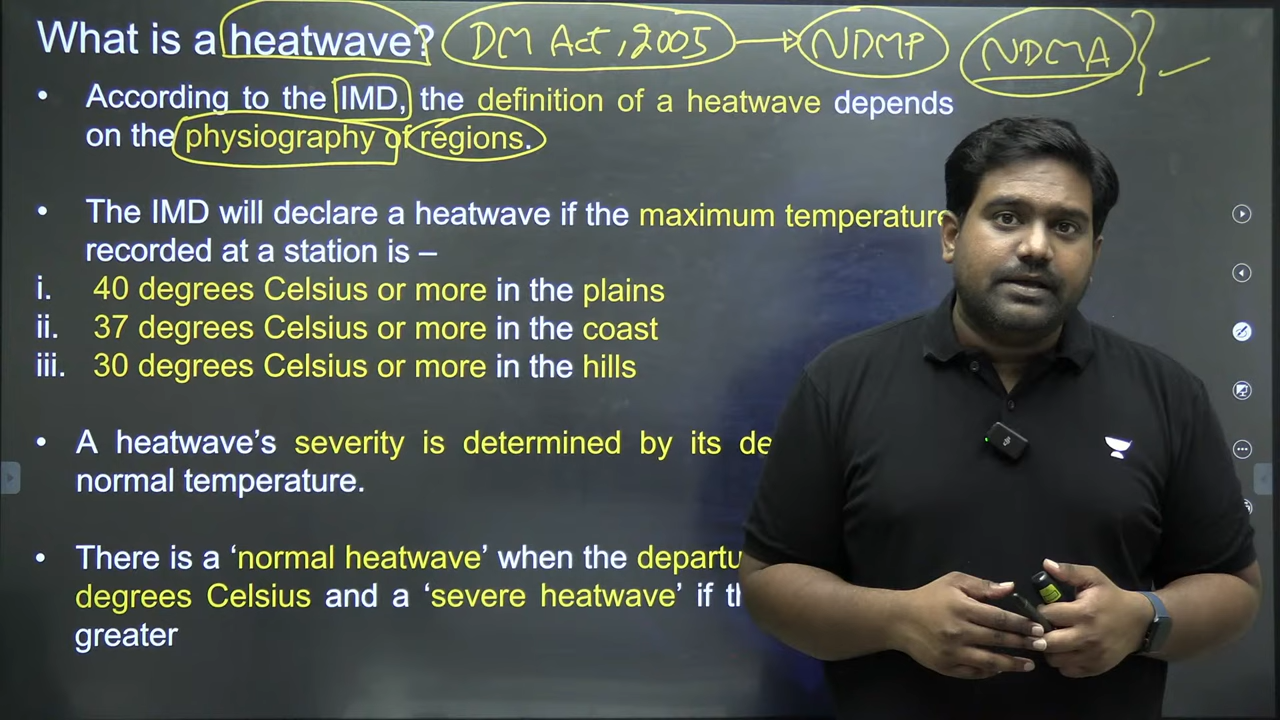 What is a heatwave? DM Act, 2005 → NDMP NDMA
• According to the IMD, the definition of a heatwave depends
on the physiography of regions.
• The IMD will declare a heatwave if the maximum temperature
recorded at a station is –
i. 40 degrees Celsius or more in the plains
ii. 37 degrees Celsius or more in the coast
iii. 30 degrees Celsius or more in the hills
• A heatwave's severity is determined by its
normal temperature.
• There is a ‘normal heatwave’ when the
degrees Celsius and a ‘severe heatwave’ if
greater